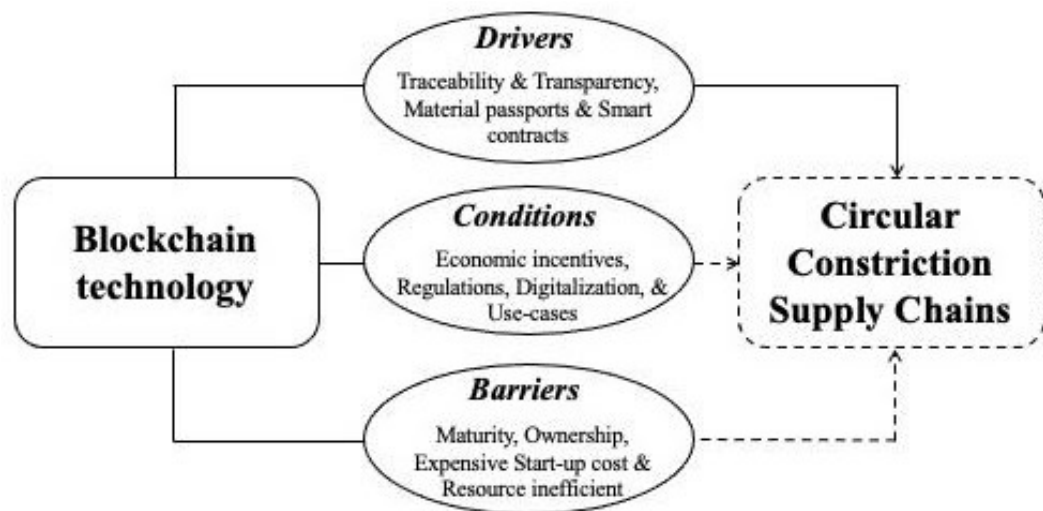 Drivers
Traceability & Transparency,
Material passports & Smart
contracts
Blockchain
technology
Conditions
Economic incentives,
Regulations, Digitalization, &
Use-cases
Circular
Constriction
Supply Chains
Barriers
Maturity, Ownership,
Expensive Start-up cost &
Resource inefficient